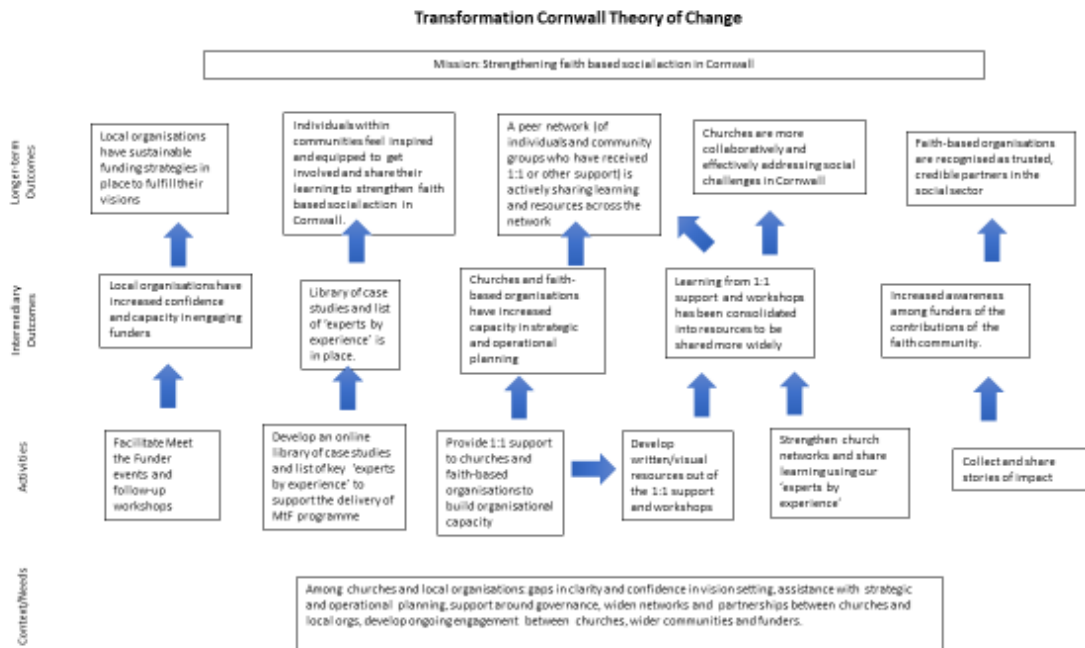 Transformation Cornwall Theory of Change
Mission: Strengthening faith based social action in Cornwall
Longer-term
Outcomes
Local organisations
have sustainable
funding strategies in
place to fulfill their
visions
Individuals within
communities feel inspired
and equipped to get
involved and share their
learning to strengthen faith
based social action in
Cornwall.
A peer network (of
individuals and community
groups who have received
1:1 or other support) is
actively sharing learning
and resources across the
network
Churches are more
collaboratively and
effectively addressing social
challenges in Cornwall
Faith-based organisations
are recognised as trusted,
credible partners in
the social sector
Intermediary
Outcomes
Local organisations have
increased confidence
and capacity in engaging
funders
Library of case
studies and list
of 'experts by
experience' is
in place.
Churches and faith-
based organisations
have increased
capacity in strategic
and operational
planning
Learning from 1:1
support and workshops
has been consolidated
into resources to be
shared more widely
Increased awareness
among funders of the
contributions of the
faith community.
Activities
Facilitate Meet
the Funder
events and
follow-up
workshops
Develop an online
library of case studies
and list of key 'experts
by experience' to
support the delivery of
MtF programme
Provide 1:1 support
to churches and
faith-based
organisations to
build organisational
capacity
Develop
written/visual
resources out of
the 1:1 support
and workshops
Strengthen church
networks and share
learning using our
'experts by
experience'
Collect and share
stories of impact
Context/Needs
Among churches and local organisations: gaps in clarity and confidence in vision setting, assistance with strategic
and operational planning, support around governance, widen networks and partnerships between churches and
local orgs, develop ongoing engagement between churches, wider communities and funders.